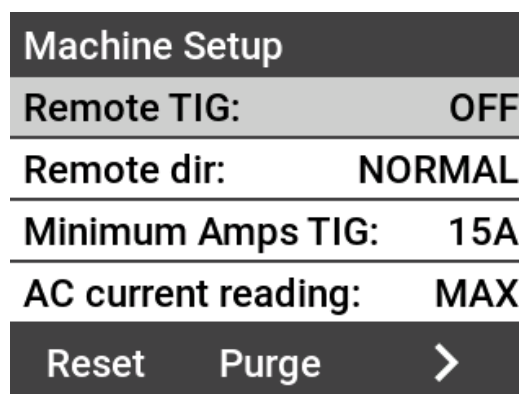 Machine Setup
Remote TIG: OFF
Remote dir: NORMAL
Minimum Amps TIG: 15A
AC current reading: MAX
Reset Purge >